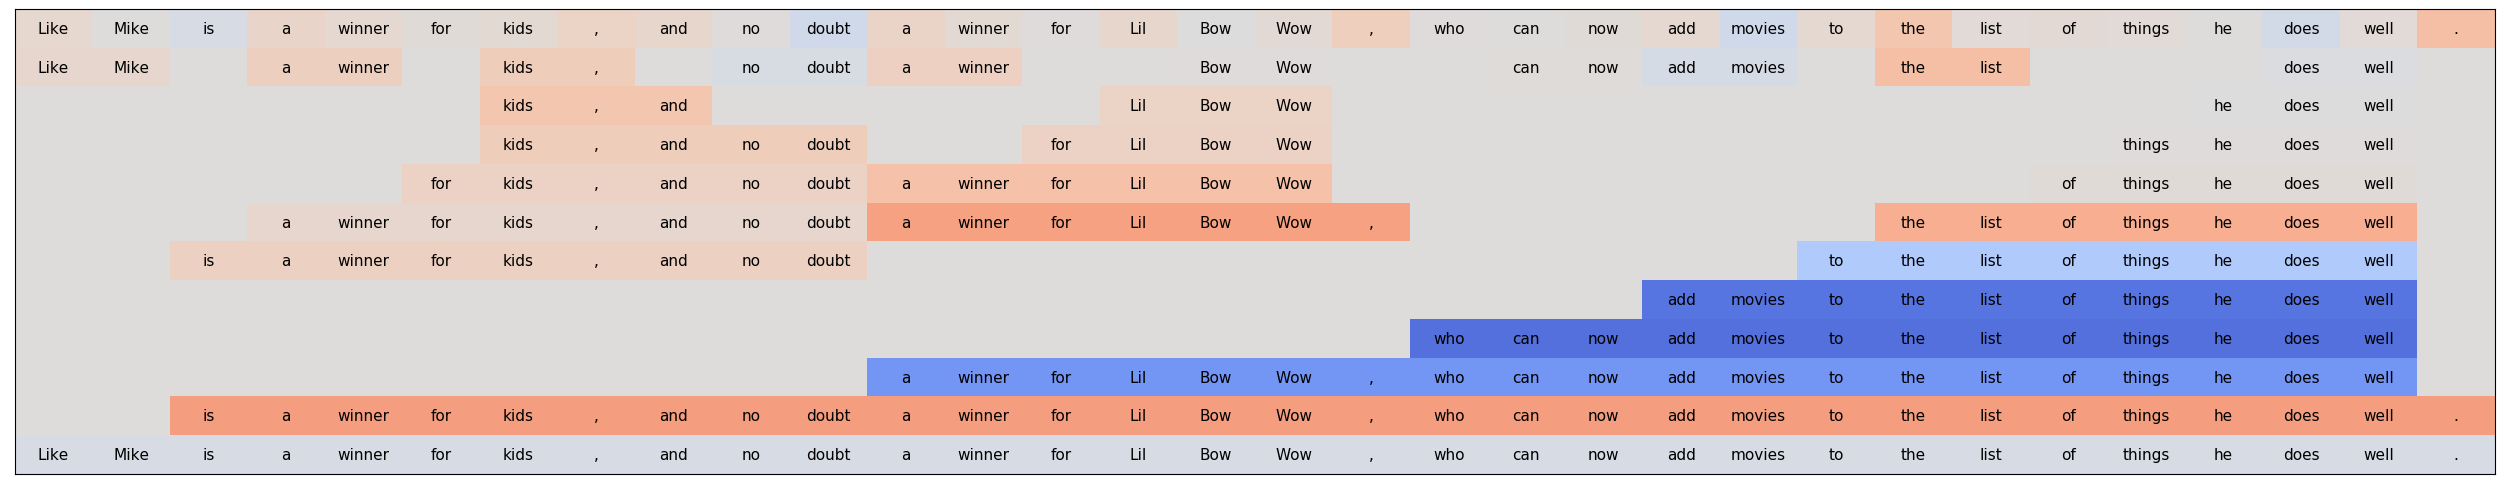 Like Mike is a winner for kids , and no doubt a winner for Lil Bow Wow , who can now add movies to the list of things he does well .
Like Mike a winner kids , no doubt a winner Bow Wow can now add movies the list does well
kids , and Lil Bow Wow he does well
kids , and no doubt for Lil Bow Wow things he does well
for kids , and no doubt a winner for Lil Bow Wow of things he does well
a winner for kids , and no doubt a winner for Lil Bow Wow , the list of things he does well
is a winner for kids , and no doubt to the list of things he does well
add movies to the list of things he does well
who can now add movies to the list of things he does well
a winner for Lil Bow Wow , who can now add movies to the list of things he does well
is a winner for kids , and no doubt a winner for Lil Bow Wow , who can now add movies to the list of things he does well .
Like Mike is a winner for kids , and no doubt a winner for Lil Bow Wow , who can now add movies to the list of things he does well .